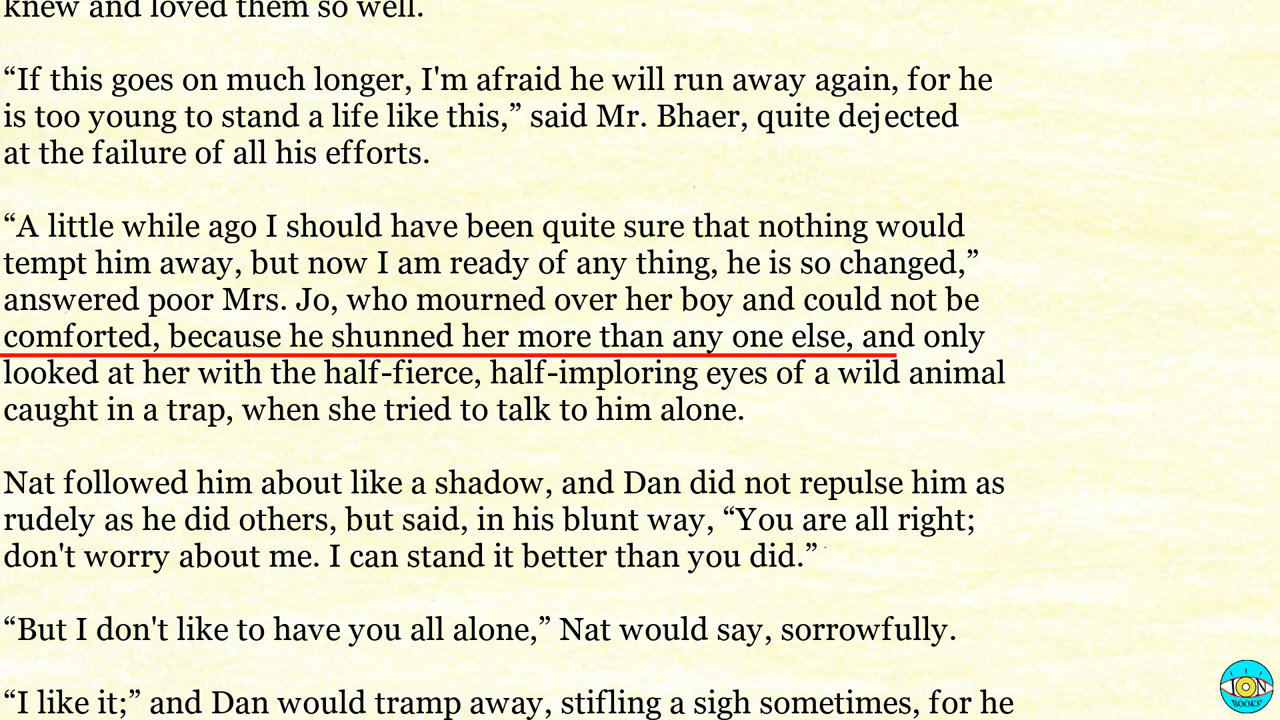 knew and loved them so well.
“If this goes on much longer, I'm afraid he will run away again, for he
is too young to stand a life like this,” said Mr. Bhaer, quite dejected
at the failure of all his efforts.
“A little while ago I should have been quite sure that nothing would
tempt him away, but now I am ready of any thing, he is so changed,”
answered poor Mrs. Jo, who mourned over her boy and could not be
comforted, because he shunned her more than any one else, and only
looked at her with the half-fierce, half-imploring eyes of a wild animal
caught in a trap, when she tried to talk to him alone.
Nat followed him about like a shadow, and Dan did not repulse him as
rudely as he did others, but said, in his blunt way, “You are all right;
don't worry about me. I can stand it better than you did.”
“But I don't like to have you all alone,” Nat would say, sorrowfully.
“I like it;” and Dan would tramp away, stifling a sigh sometimes, for he
ION
BOOKS